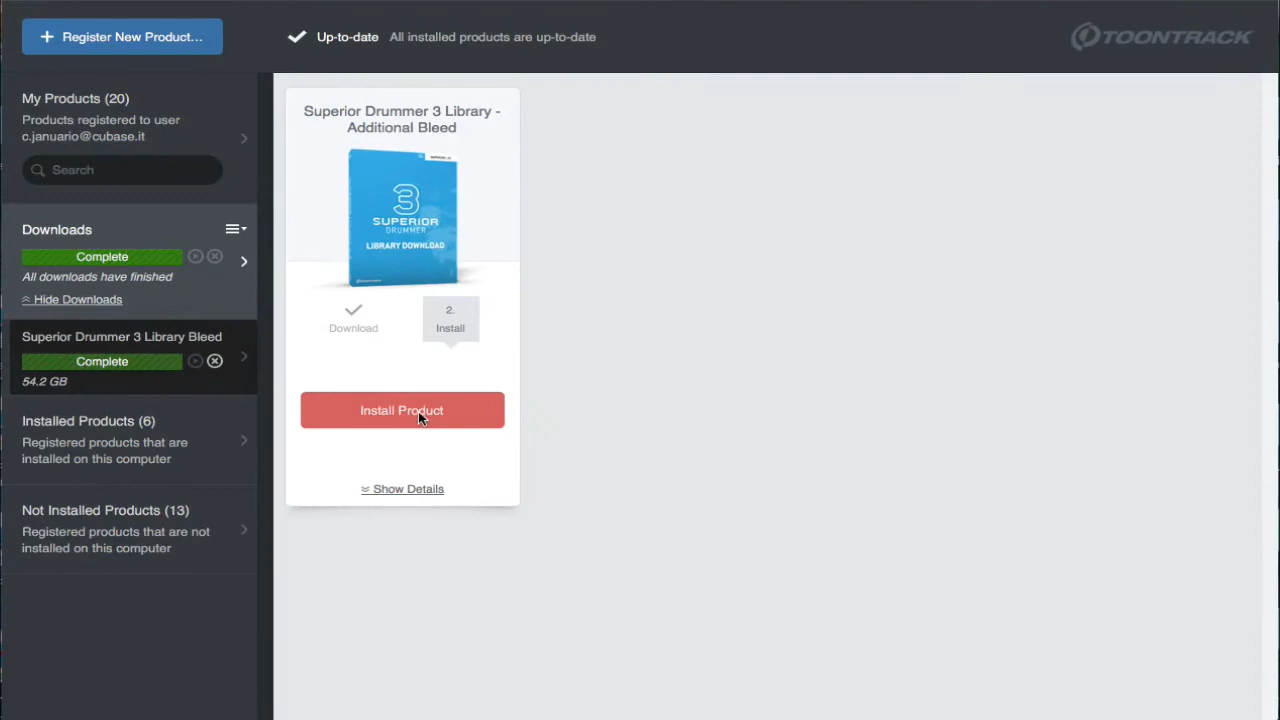 Register New Product...
Up-to-date All installed products are up-to-date
TOONTRACK
My Products (20)
Products registered to user
c.januario@cubase.it
Search
Downloads
Complete
All downloads have finished
Hide Downloads
Superior Drummer 3 Library Bleed
Complete
54.2 GB
Installed Products (6)
Registered products that are
installed on this computer
Not Installed Products (13)
Registered products that are not
installed on this computer
Superior Drummer 3 Library -
Additional Bleed
3
SUPERIOR
DRUMMER
LIBRARY DOWNLOAD
Download
2.
Install
Install Product
Show Details